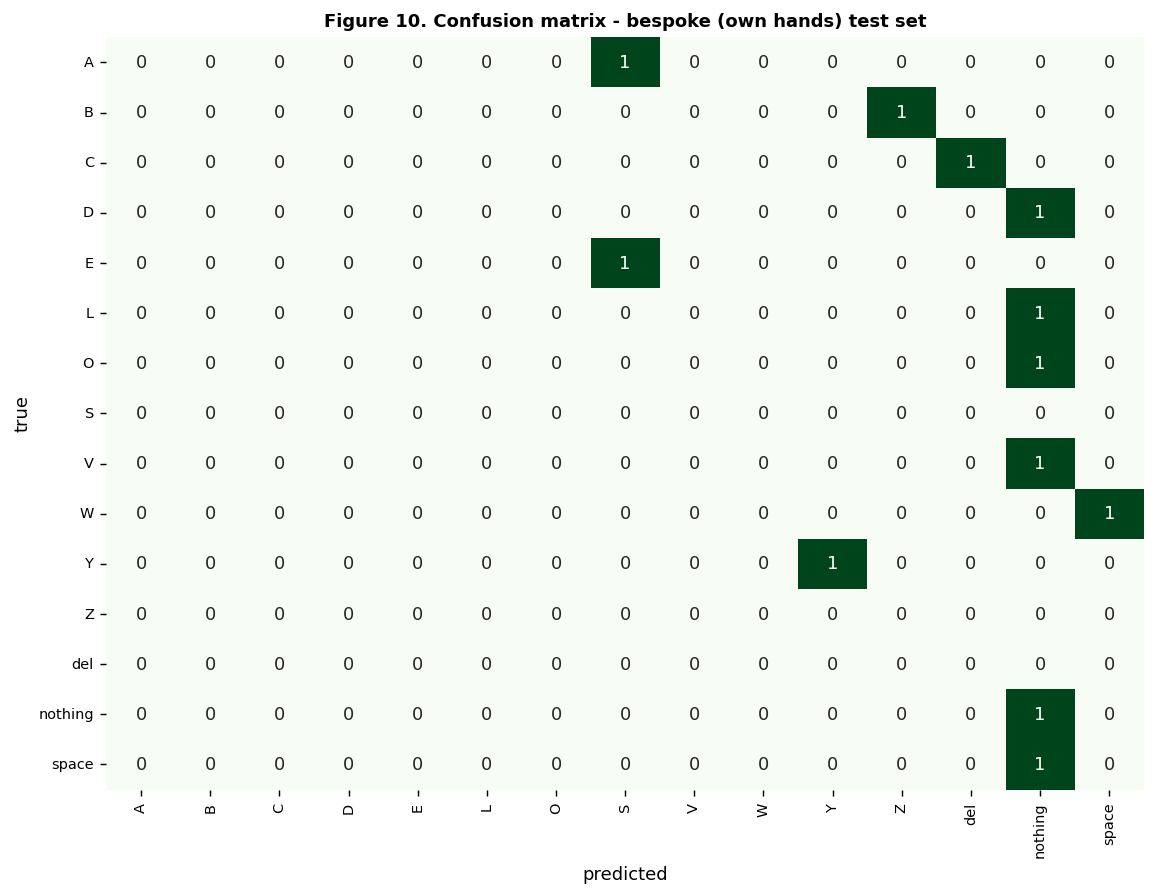 Figure 10. Confusion matrix - bespoke (own hands) test set
A 0 0 0 0 0 0 0 1 0 0 0 0 0 0 0
B 0 0 0 0 0 0 0 0 0 0 0 1 0 0 0
C 0 0 0 0 0 0 0 0 0 0 0 0 1 0 0
D 0 0 0 0 0 0 0 0 0 0 0 0 0 1 0
E 0 0 0 0 0 0 0 1 0 0 0 0 0 0 0
L 0 0 0 0 0 0 0 0 0 0 0 0 0 1 0
O 0 0 0 0 0 0 0 0 0 0 0 0 0 1 0
S 0 0 0 0 0 0 0 0 0 0 0 0 0 0 0
V 0 0 0 0 0 0 0 0 0 0 0 0 0 1 0
W 0 0 0 0 0 0 0 0 0 0 0 0 0 0 1
Y 0 0 0 0 0 0 0 0 0 0 1 0 0 0 0
Z 0 0 0 0 0 0 0 0 0 0 0 0 0 0 0
del 0 0 0 0 0 0 0 0 0 0 0 0 0 0 0
nothing 0 0 0 0 0 0 0 0 0 0 0 0 0 1 0
space 0 0 0 0 0 0 0 0 0 0 0 0 0 1 0
true
A B C D E L O S V W Y Z del nothing space
predicted